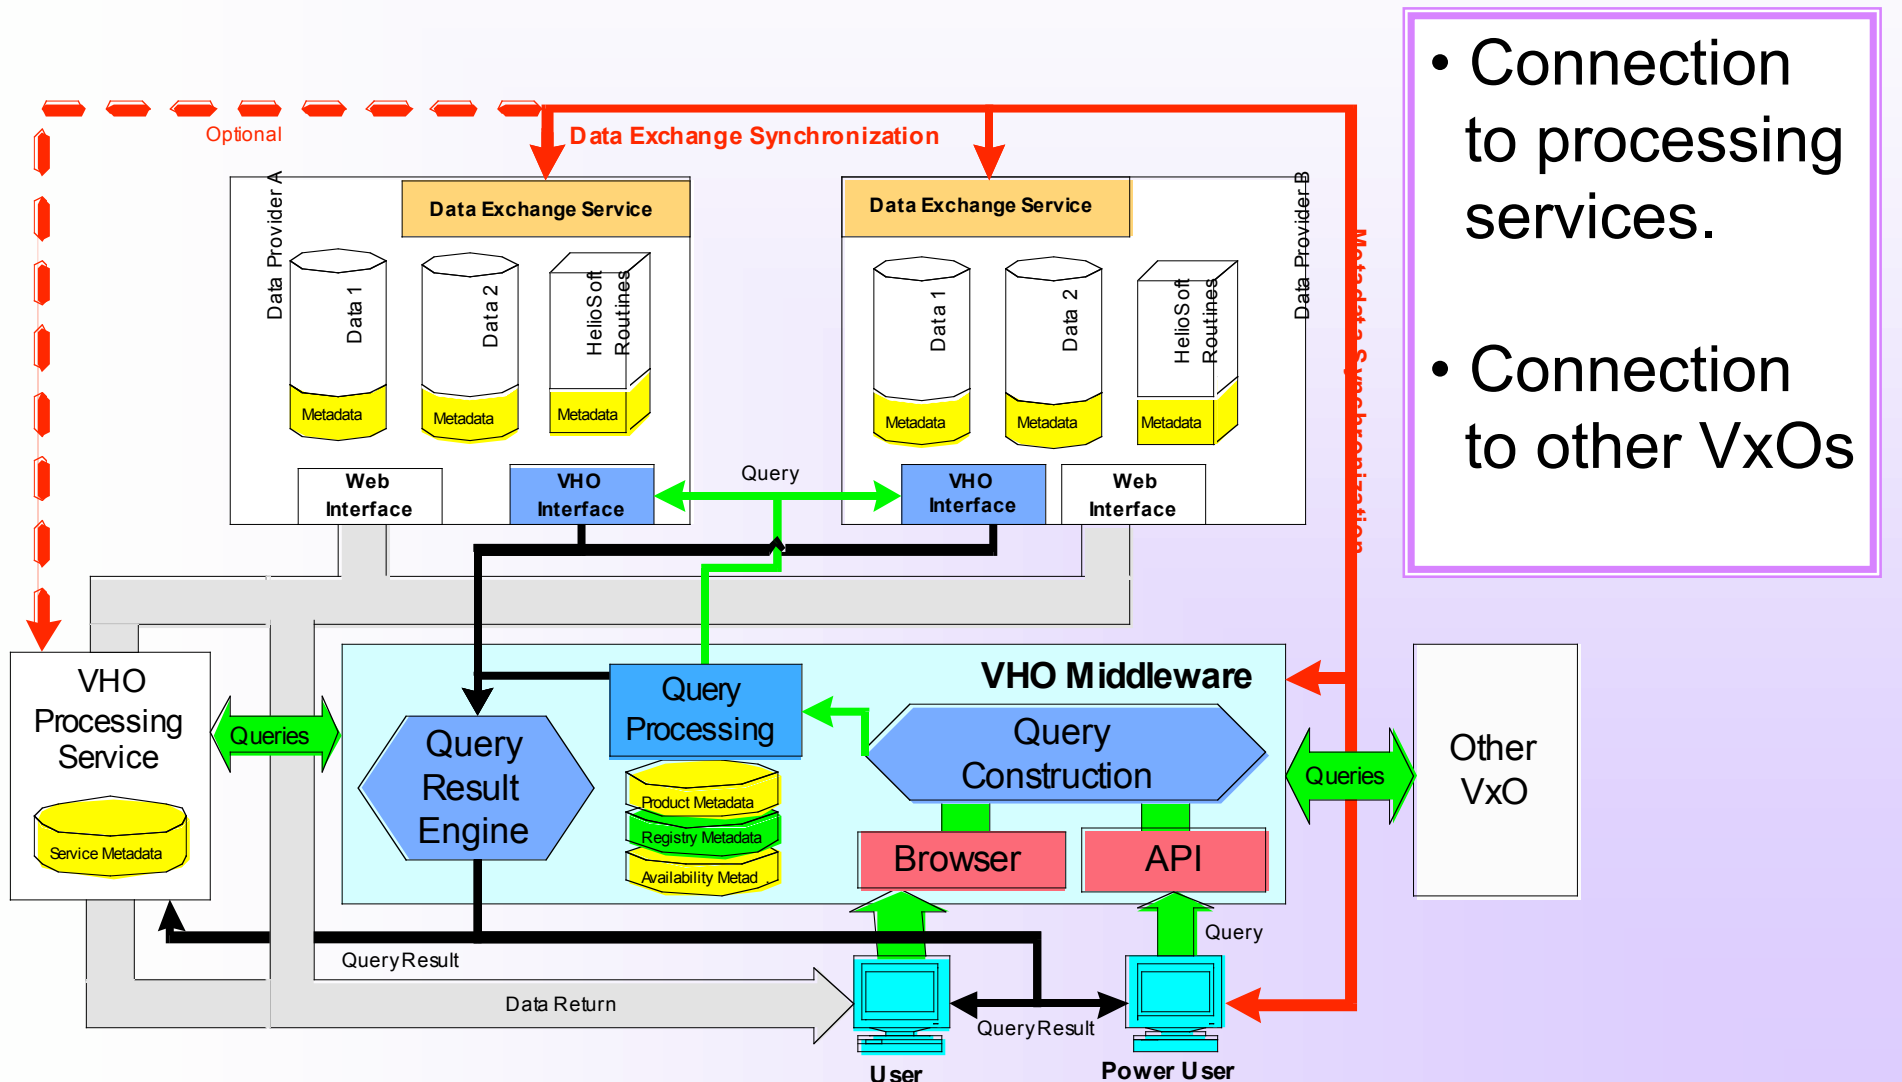 • Connection
to processing
services.
• Connection
to other VxOs
Optional
Data Exchange Synchronization
Metadata Synchronization
Data Provider A
Data Exchange Service
Data 1
Data 2
HelioSoft
Routines
Metadata
Metadata
Metadata
Web
Interface
VHO
Interface
Query
Data Provider B
Data Exchange Service
Data 1
Data 2
HelioSoft
Routines
Metadata
Metadata
Metadata
VHO
Interface
Web
Interface
VHO
Processing
Service
Service Metadata
Queries
VHO Middleware
Query
Result
Engine
Query
Processing
Product Metadata
Registry Metadata
Availability Metad .
Query
Construction
Browser
API
Queries
Other
VxO
Query
QueryResult
Data Return
QueryResult
User
Power User